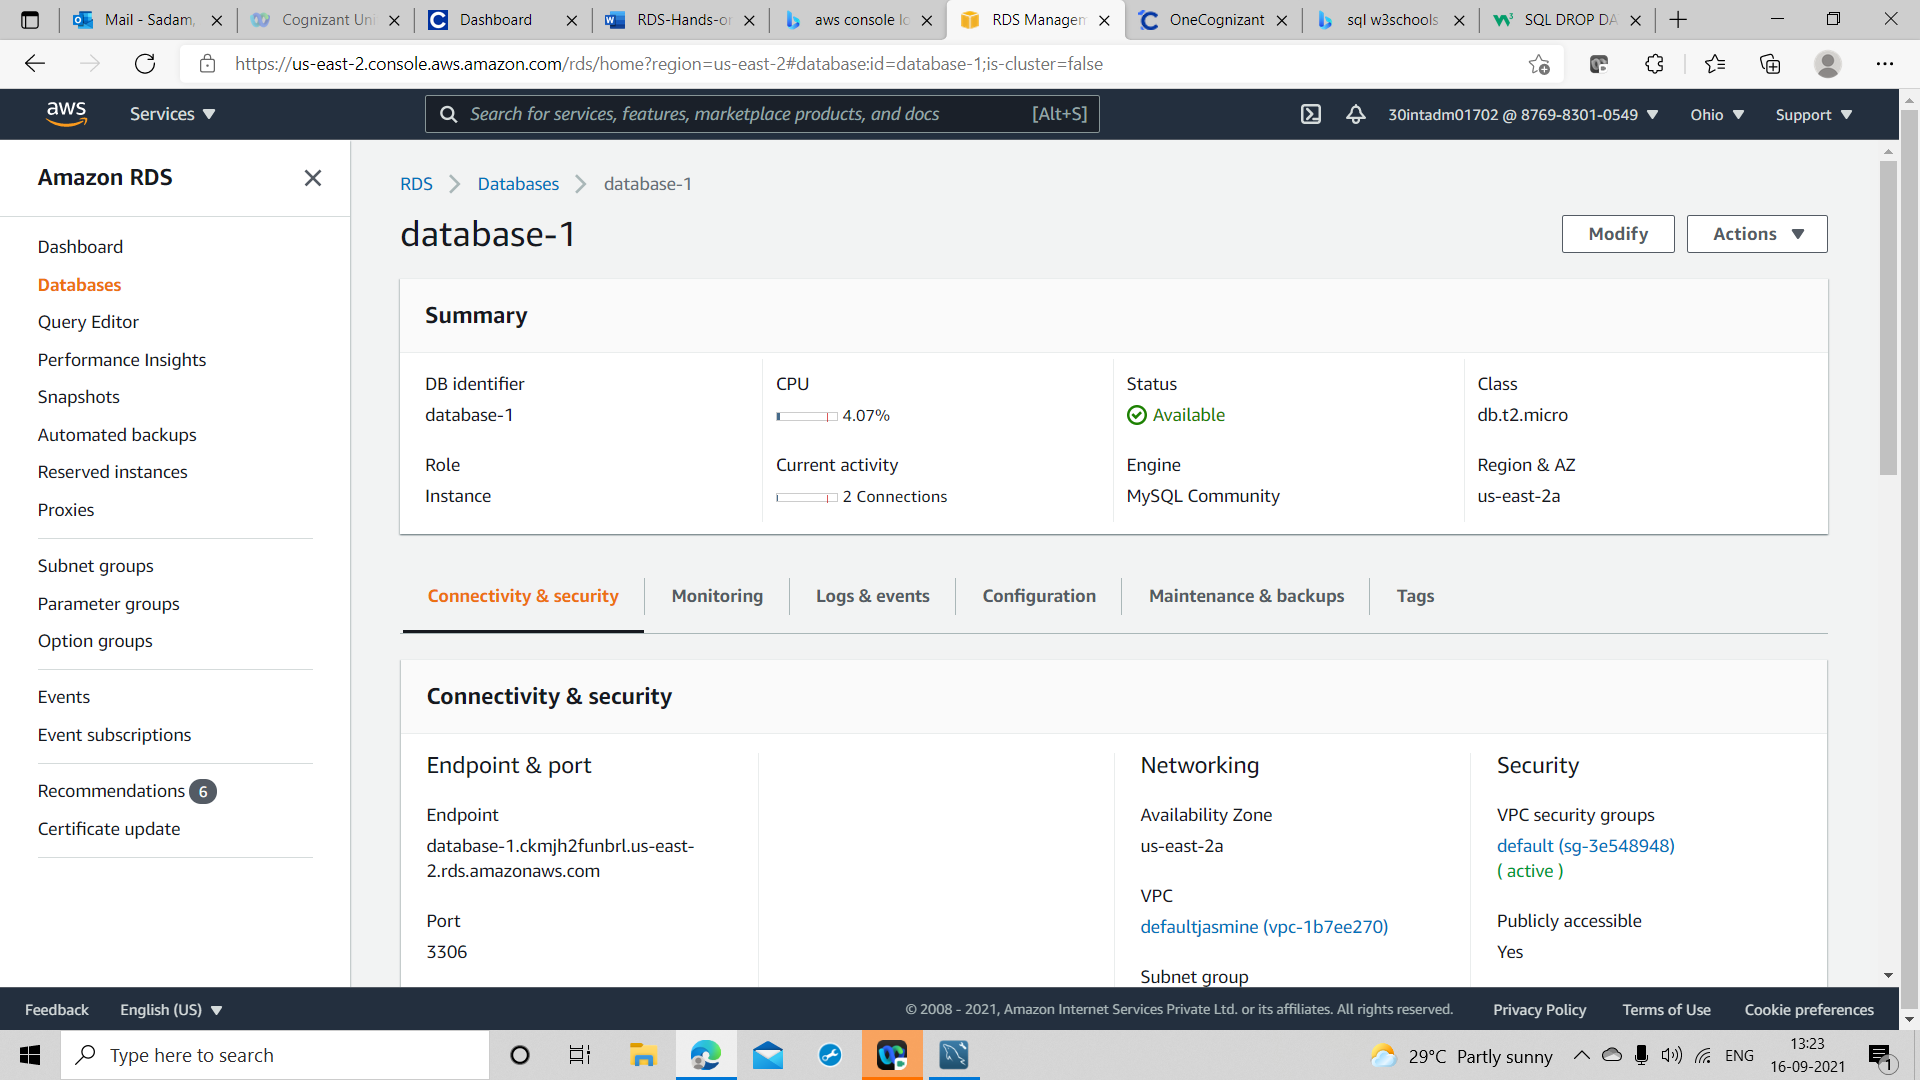 Mail - Sadam,
Cognizant Uni
Dashboard
RDS-Hands-on
aws console lo
RDS Managem
OneCognizant
sql w3schools
SQL DROP DA
https://us-east-2.console.aws.amazon.com/rds/home?region=us-east-2#database:id=database-1;is-cluster=false
aws
Services
Search for services, features, marketplace products, and docs
[Alt+S]
30intadm01702 @ 8769-8301-0549
Ohio
Support
Amazon RDS
Dashboard
Databases
Query Editor
Performance Insights
Snapshots
Automated backups
Reserved instances
Proxies
Subnet groups
Parameter groups
Option groups
Events
Event subscriptions
Recommendations 6
Certificate update
RDS
Databases
database-1
database-1
Modify
Actions
Summary
DB identifier
database-1
CPU
4.07%
Status
Available
Class
db.t2.micro
Role
Instance
Current activity
2 Connections
Engine
MySQL Community
Region & AZ
us-east-2a
Connectivity & security
Monitoring
Logs & events
Configuration
Maintenance & backups
Tags
Connectivity & security
Endpoint & port
Endpoint
database-1.ckmjh2funbrl.us-east-
2.rds.amazonaws.com
Port
3306
Networking
Availability Zone
us-east-2a
VPC
defaultjasmine (vpc-1b7ee270)
Subnet group
Security
VPC security groups
default (sg-3e548948)
( active )
Publicly accessible
Yes
Feedback
English (US)
© 2008 - 2021, Amazon Internet Services Private Ltd. or its affiliates. All rights reserved.
Privacy Policy
Terms of Use
Cookie preferences
Type here to search
29°C Partly sunny
ENG
13:23
16-09-2021
1